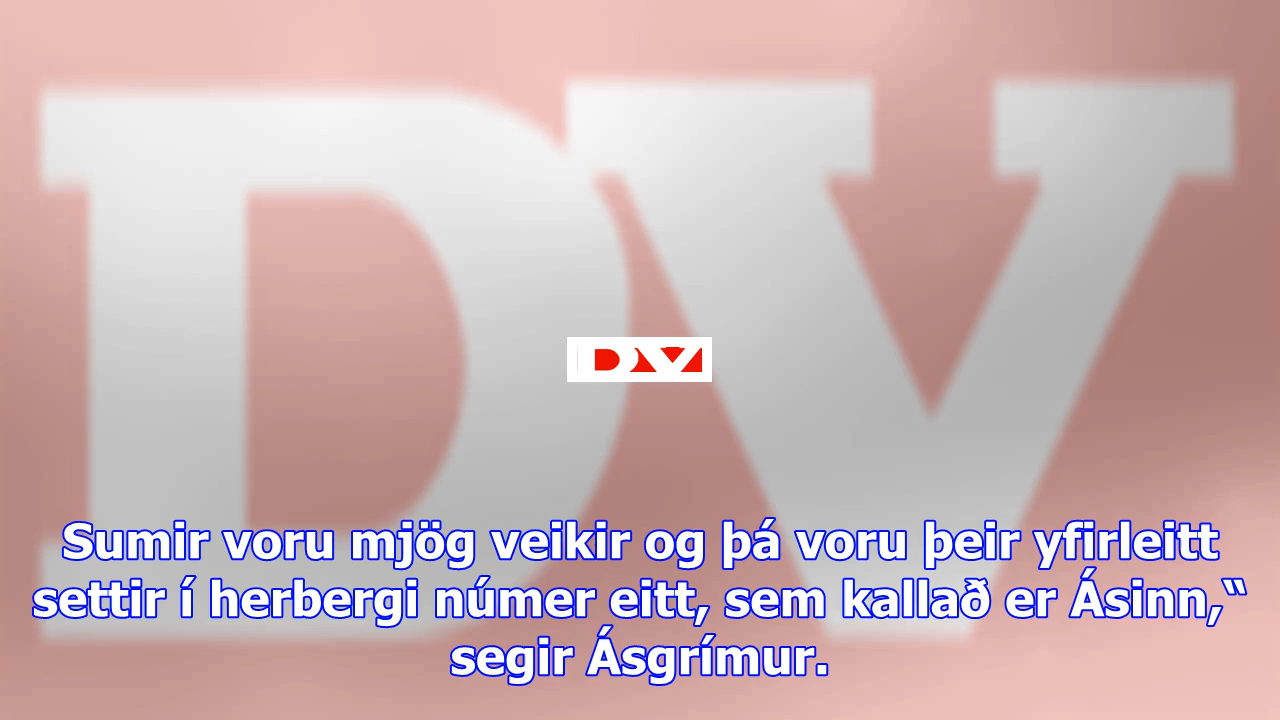 DV
DV
Sumir voru mjög veikir og þá voru þeir yfirleitt
settir í herbergi númer eitt, sem kallað er Ásinn,“
segir Ásgrímur.